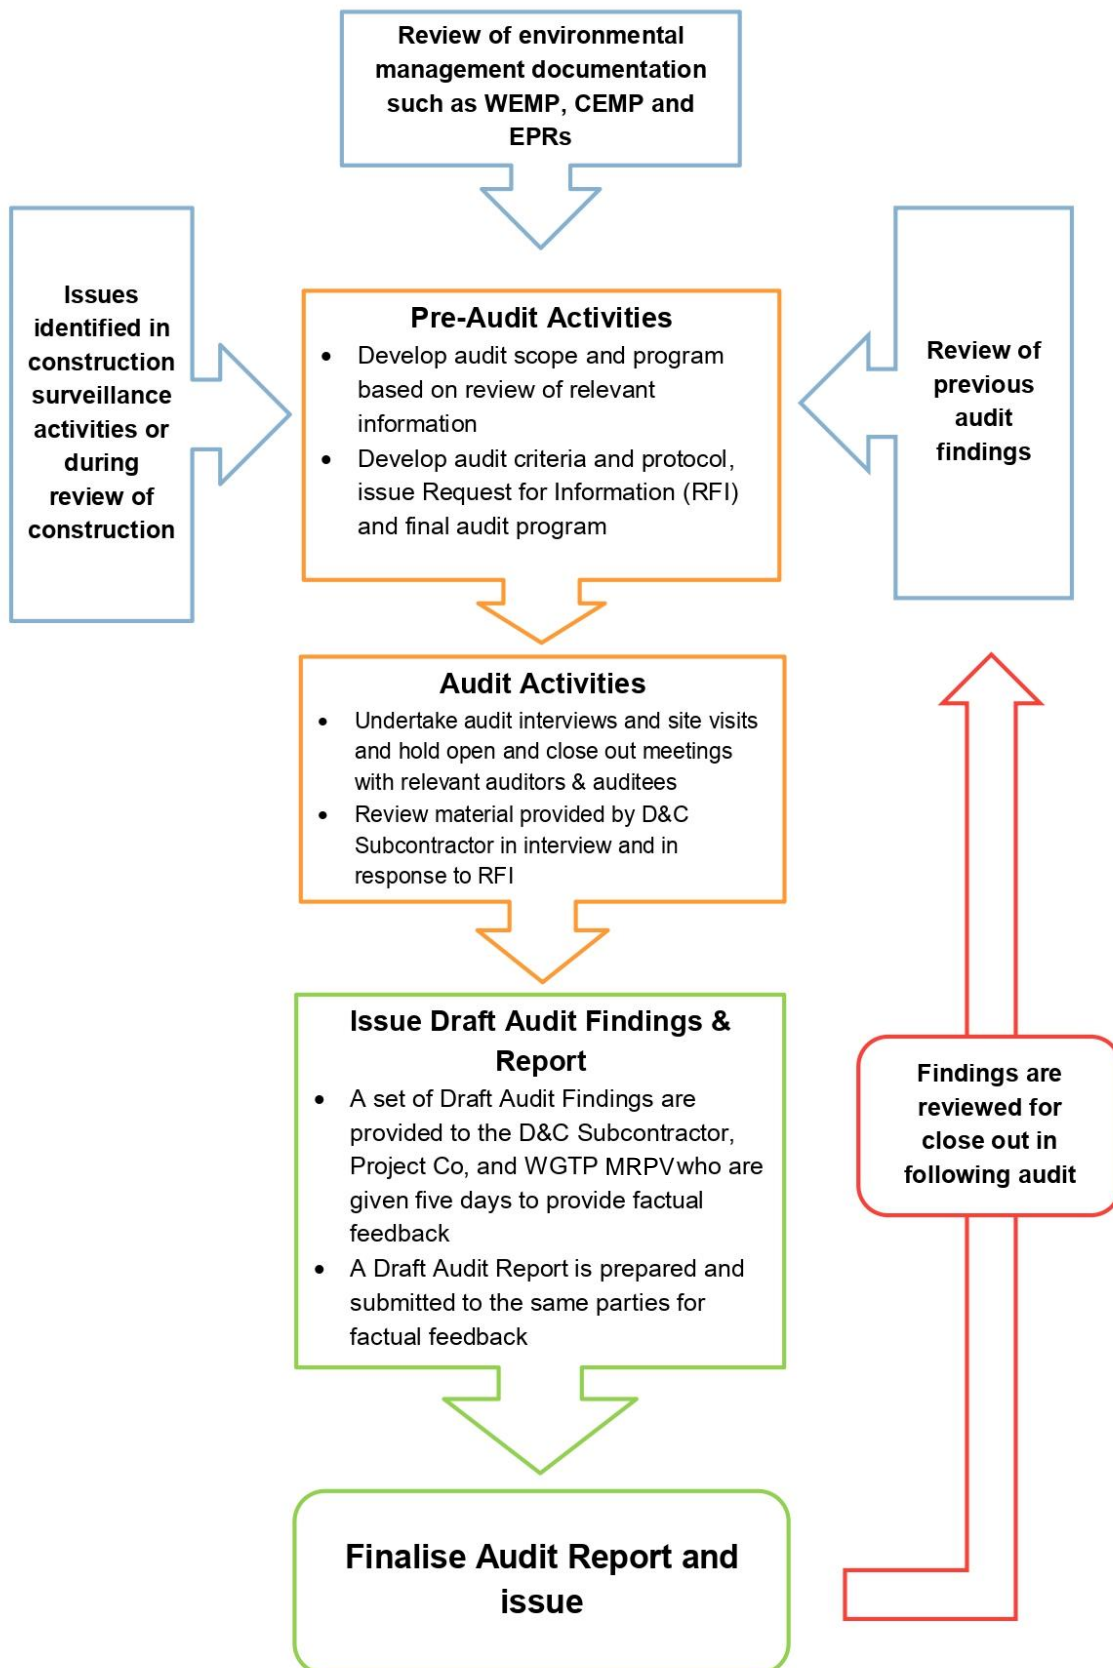 Review of environmental
management documentation
such as WEMP, CEMP and
EPRs
Issues
identified in
construction
surveillance
activities or
during
review of
construction
Pre-Audit Activities
• Develop audit scope and program
based on review of relevant
information
• Develop audit criteria and protocol,
issue Request for Information (RFI)
and final audit program
Review of
previous
audit
findings
Audit Activities
• Undertake audit interviews and site visits
and hold open and close out meetings
with relevant auditors & auditees
• Review material provided by D&C
Subcontractor in interview and in
response to RFI
Issue Draft Audit Findings &
Report
• A set of Draft Audit Findings are
provided to the D&C Subcontractor,
Project Co, and WGTP MRPV who are
given five days to provide factual
feedback
• A Draft Audit Report is prepared and
submitted to the same parties for
factual feedback
Findings are
reviewed for
close out in
following audit
Finalise Audit Report and
issue